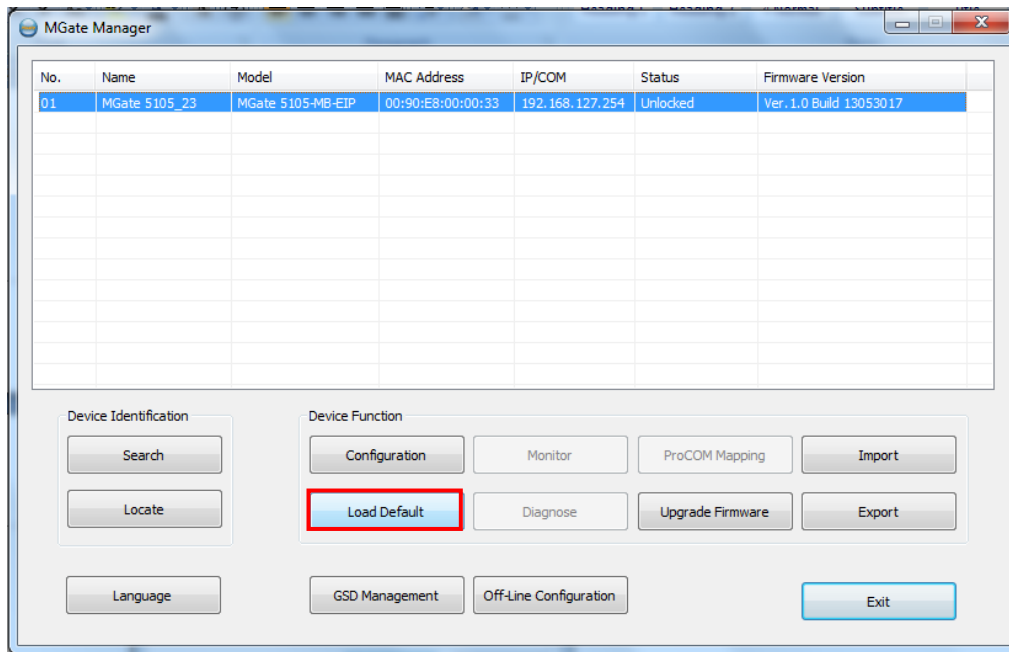 MGate Manager
No. Name Model MAC Address IP/COM Status Firmware Version
01 MGate 5105_23 MGate 5105-MB-EIP 00:90:E8:00:00:33 192.168.127.254 Unlocked Ver.1.0 Build 13053017
Device Identification Device Function
Search Configuration Monitor ProCOM Mapping Import
Locate Load Default Diagnose Upgrade Firmware Export
Language GSD Management Off-Line Configuration Exit